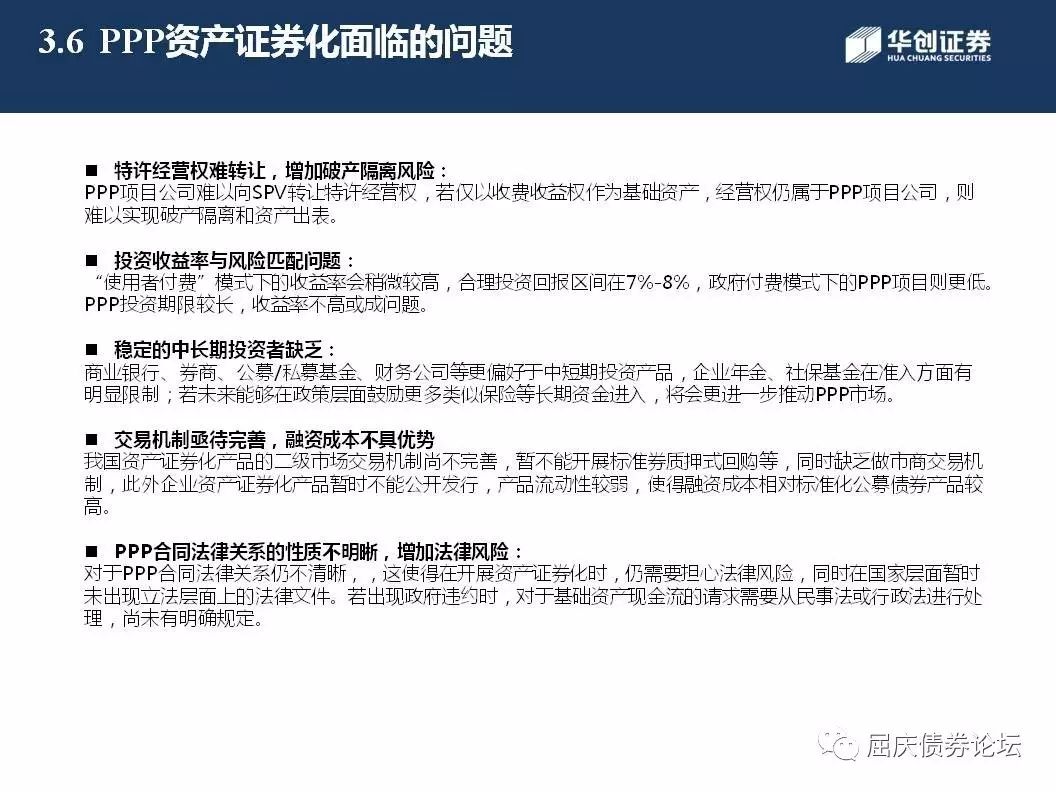 3.6 PPP资产证券化面临的问题
华创证券
HUA CHUANG SECURITIES
■ 特许经营权难转让，增加破产隔离风险：
PPP项目公司难以向SPV转让特许经营权，若仅以收费收益权作为基础资产，经营权仍属于PPP项目公司，则
难以实现破产隔离和资产出表。
■ 投资收益率与风险匹配问题：
“使用者付费”模式下的收益率会稍微较高，合理投资回报区间在7%-8%，政府付费模式下的PPP项目则更低。
PPP投资期限较长，收益率不高或成问题。
■ 稳定的中长期投资者缺乏：
商业银行、券商、公募/私募基金、财务公司等更偏好于中短期投资产品，企业年金、社保基金在准入方面有
明显限制；若未来能够在政策层面鼓励更多类似保险等长期资金进入，将会更进一步推动PPP市场。
■ 交易机制亟待完善，融资成本不具优势
我国资产证券化产品的二级市场交易机制尚不完善，暂不能开展标准券质押式回购等，同时缺乏做市商交易机
制，此外企业资产证券化产品暂时不能公开发行，产品流动性较弱，使得融资成本相对标准化公募债券产品较
高。
■ PPP合同法律关系的性质不明晰，增加法律风险：
对于PPP合同法律关系仍不清晰，，这使得在开展资产证券化时，仍需要担心法律风险，同时在国家层面暂时
未出现立法层面上的法律文件。若出现政府违约时，对于基础资产现金流的请求需要从民事法或行政法进行处
理，尚未有明确规定。
屈庆债券论坛